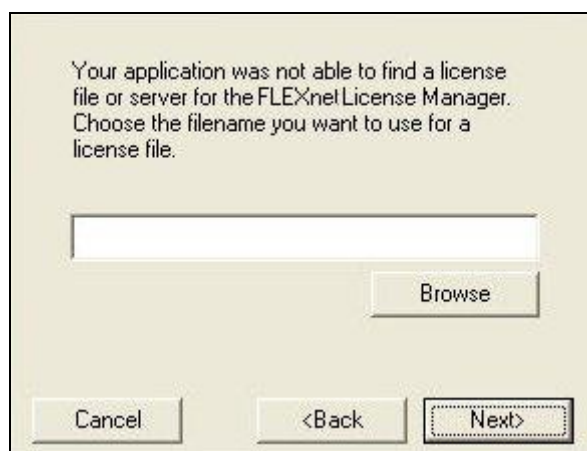 Your application was not able to find a license
file or server for the FLEXnet License Manager.
Choose the filename you want to use for a
license file.
Browse
Cancel
<Back
Next>